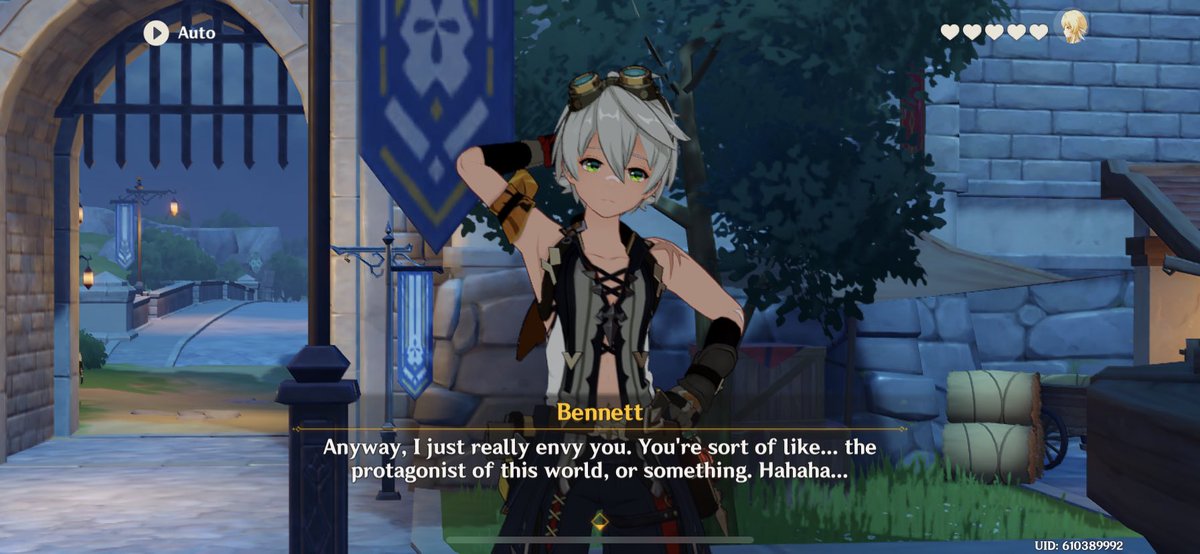 Auto
Bennett
Anyway, I just really envy you. You're sort of like... the
protagonist of this world, or something. Hahaha...
UID: 610389992